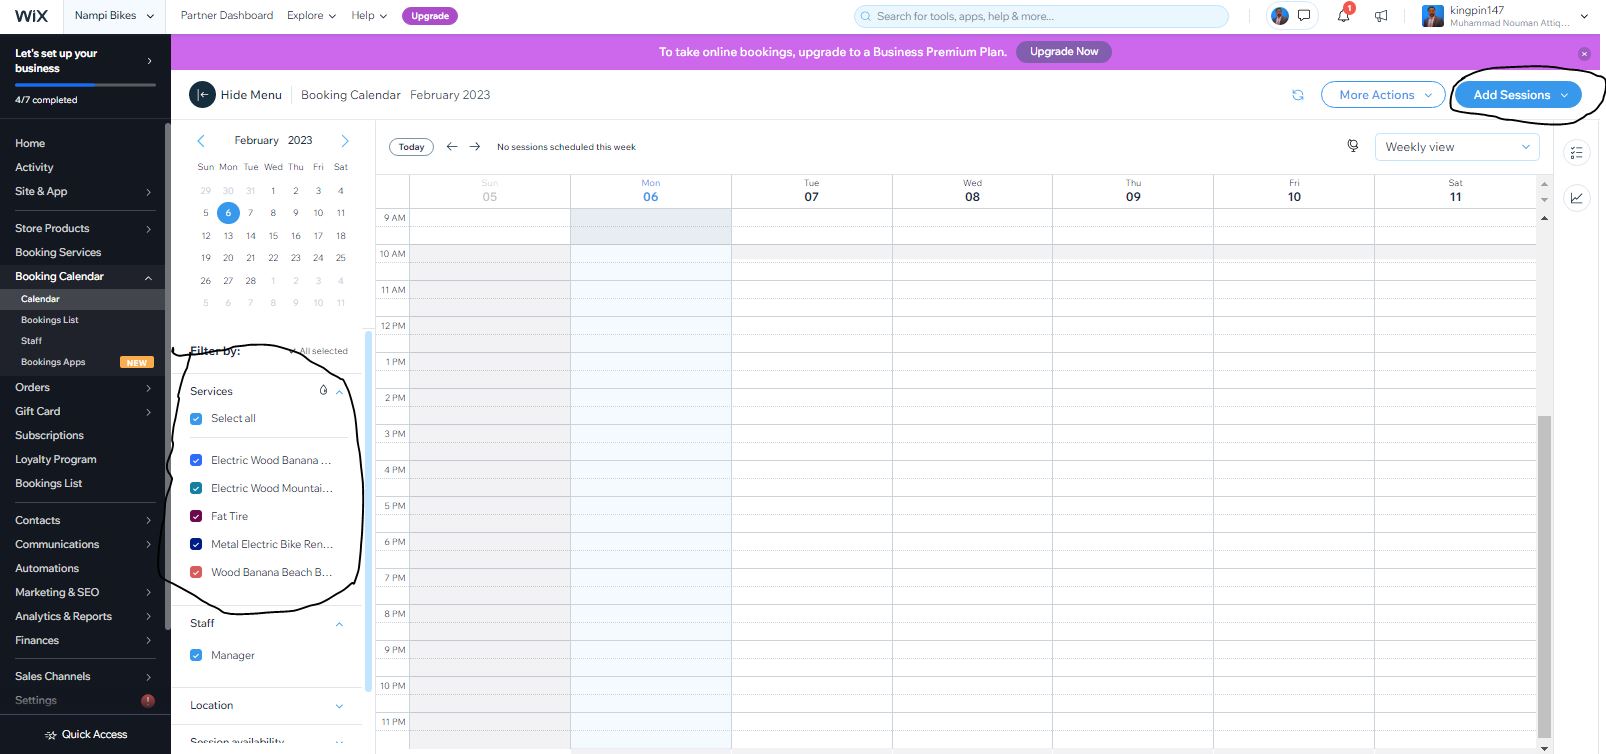 WiX
Nampi Bikes
Partner Dashboard
Explore
Help
Upgrade
Search for tools, apps, help & more...
1
kingpin147
Muhammad Nouman Attiq...
Let's set up your
business
4/7 completed
To take online bookings, upgrade to a Business Premium Plan.
Upgrade Now
Home
Activity
Site & App
Store Products
Booking Services
Booking Calendar
Calendar
Bookings List
Staff
Bookings Apps
NEW
Orders
Gift Card
Subscriptions
Loyalty Program
Bookings List
Contacts
Communications
Automations
Marketing & SEO
Analytics & Reports
Finances
Sales Channels
Settings
!
Quick Access
Hide Menu
Booking Calendar
February 2023
More Actions
Add Sessions
February 2023
Sun Mon Tue Wed Thu Fri Sat
29 30 31 1 2 3 4
5 6 7 8 9 10 11
12 13 14 15 16 17 18
19 20 21 22 23 24 25
26 27 28 1 2 3 4
5 6 7 8 9 10 11
Filter by:
All selected
Services
Select all
Electric Wood Banana ...
Electric Wood Mountai...
Fat Tire
Metal Electric Bike Ren...
Wood Banana Beach B...
Staff
Manager
Location
Session availability
Today
No sessions scheduled this week
Weekly view
Sun Mon Tue Wed Thu Fri Sat
05 06 07 08 09 10 11
9 AM
10 AM
11 AM
12 PM
1 PM
2 PM
3 PM
4 PM
5 PM
6 PM
7 PM
8 PM
9 PM
10 PM
11 PM